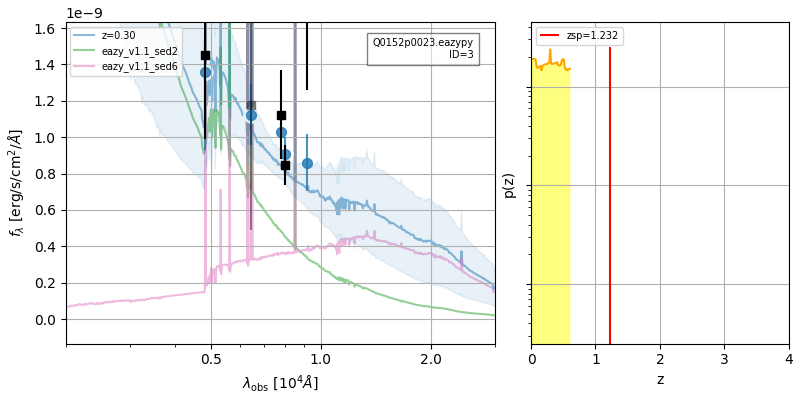 1e−9
z=0.30
eazy_v1.1_sed2
eazy_v1.1_sed6
Q0152p0023.eazypy
ID=3
1.6
1.4
1.2
1.0
0.8
0.6
0.4
0.2
0.0
f_λ [erg/s/cm²/Å]
0.5 1.0 2.0
λ_obs [10⁴Å]
zsp=1.232
p(z)
0 1 2 3 4
z